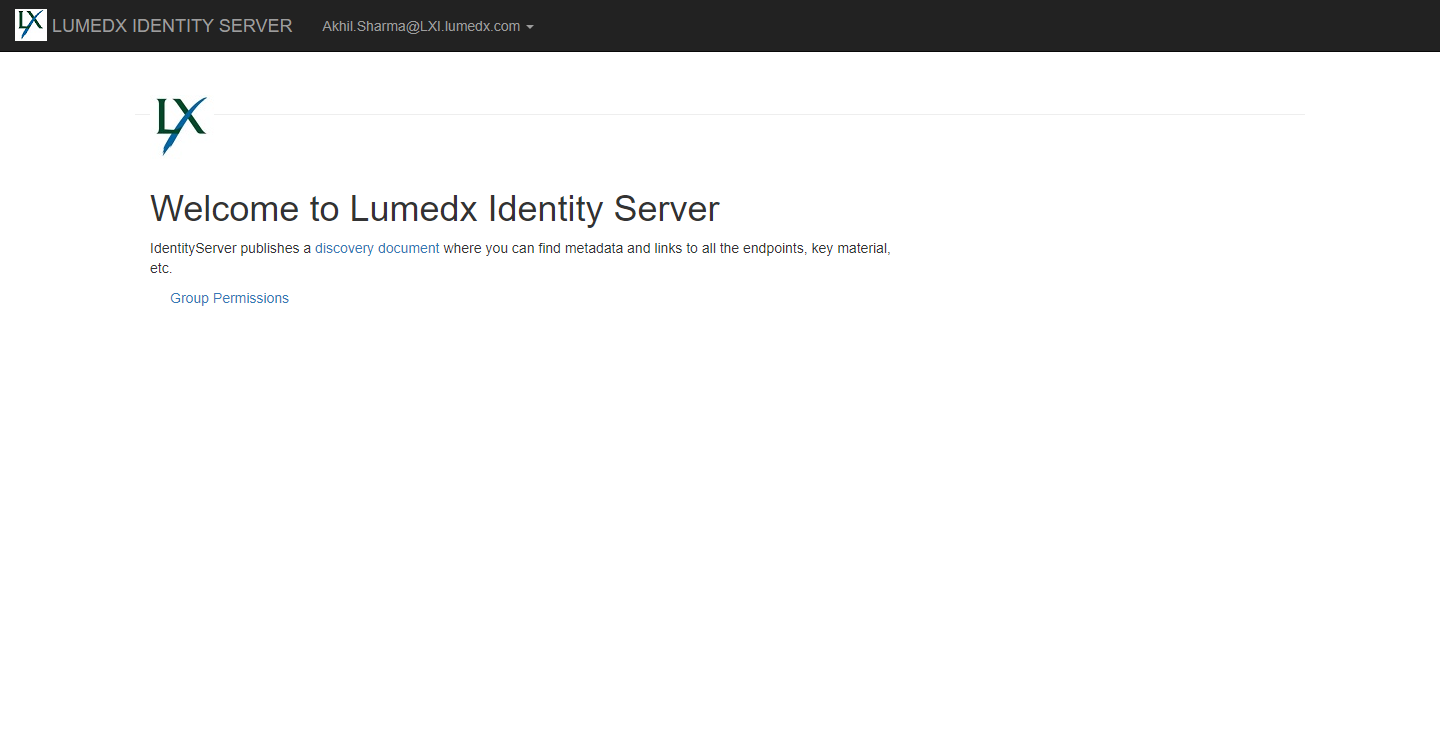 LX LUMEDX IDENTITY SERVER Akhil.Sharma@LXI.lumedx.com
LX
Welcome to Lumedx Identity Server
IdentityServer publishes a discovery document where you can find metadata and links to all the endpoints, key material,
etc.
Group Permissions